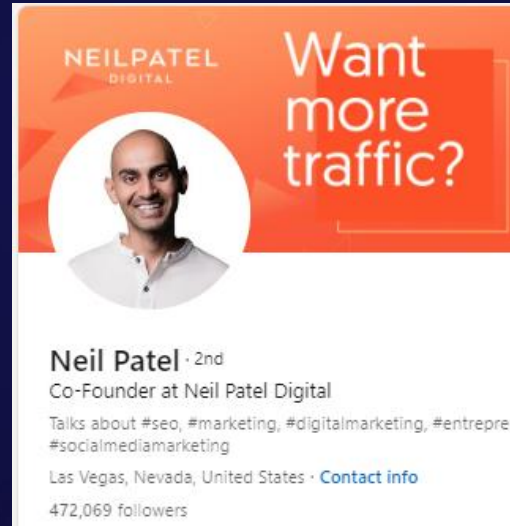 NEILPATEL
DIGITAL
Want
more
traffic?
Neil Patel · 2nd
Co-Founder at Neil Patel Digital
Talks about #seo, #marketing, #digitalmarketing, #entrepre
#socialmediamarketing
Las Vegas, Nevada, United States · Contact info
472,069 followers